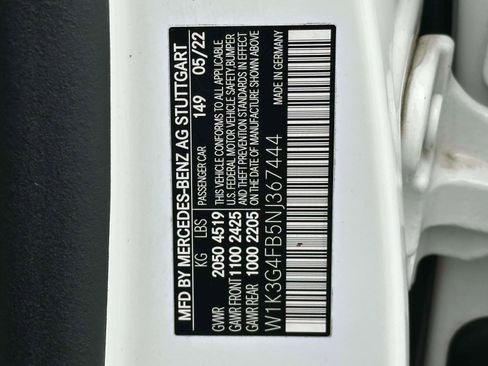 MFD BY MERCEDES-BENZ AG STUTTGART
PASSENGER CAR 149 05/22
THIS VEHICLE CONFORMS TO ALL APPLICABLE
U.S. FEDERAL MOTOR VEHICLE SAFETY, BUMPER
AND THEFT PREVENTION STANDARDS IN EFFECT
ON THE DATE OF MANUFACTURE SHOWN ABOVE
MADE IN GERMANY
KG LBS
GVWR 2050 4519
GAWR FRONT 1100 2425
GAWR REAR 1000 2205
W1K3G4FB5NJ367444